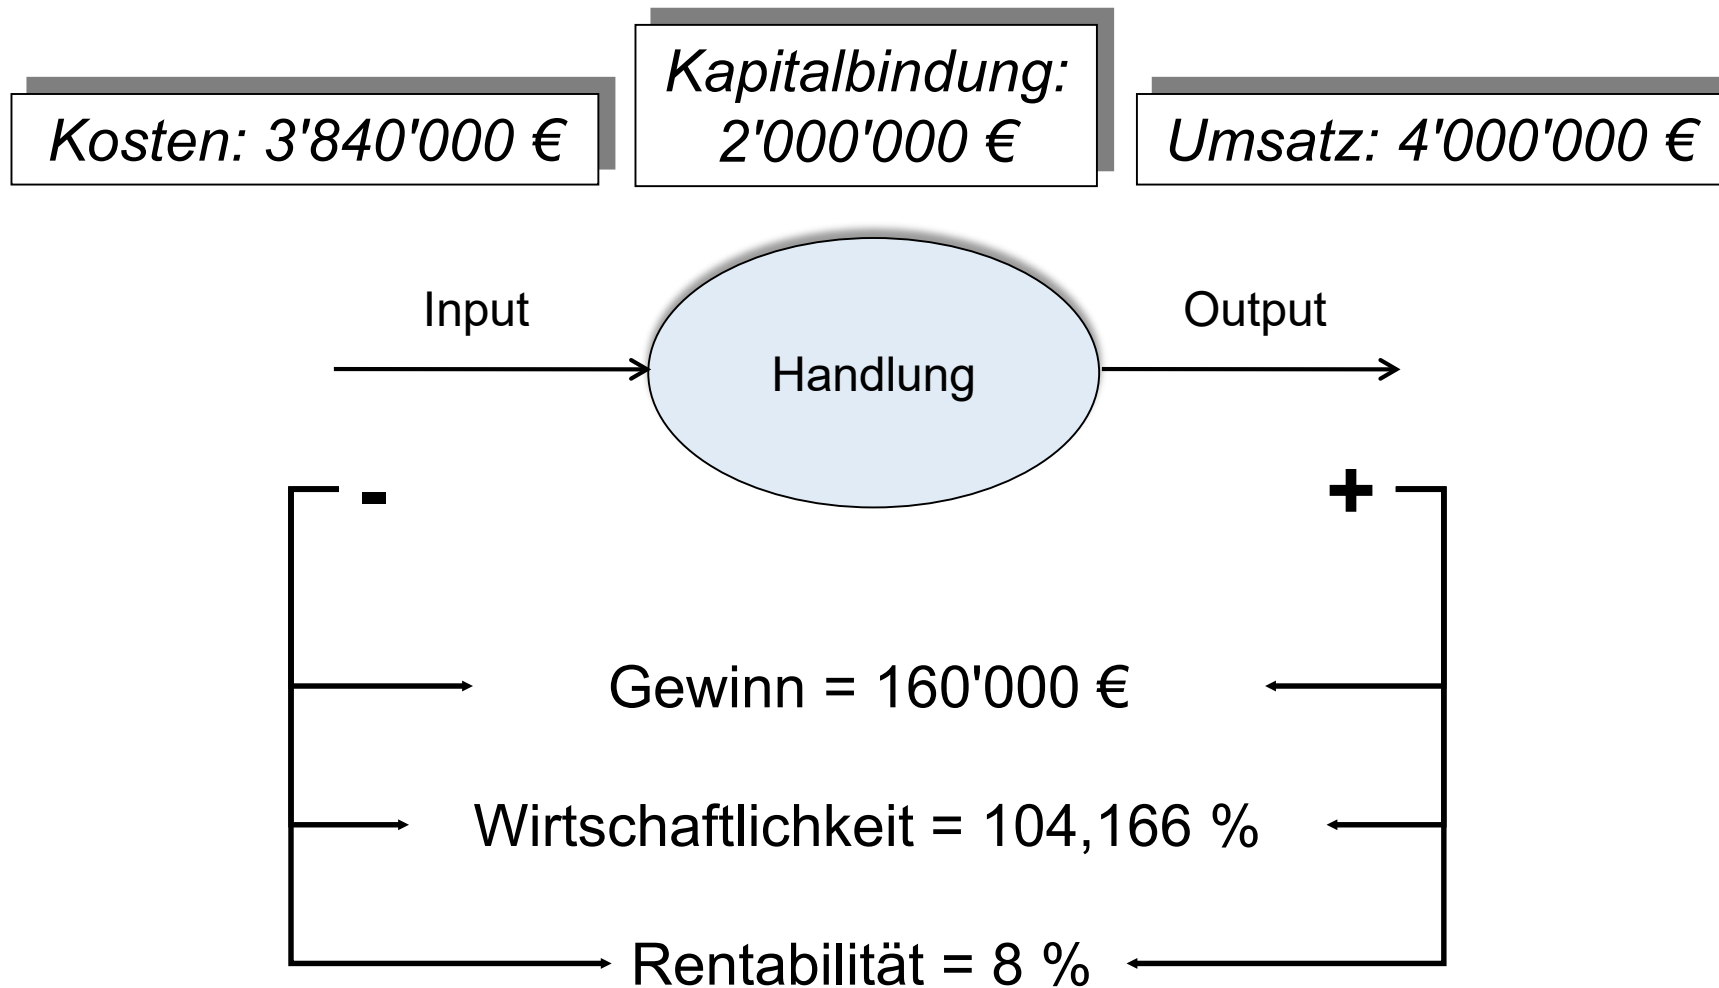 Kosten: 3'840'000 €
Kapitalbindung:
2'000'000 €
Umsatz: 4'000'000 €
Input
Handlung
Output
-
+
Gewinn = 160'000 €
Wirtschaftlichkeit = 104,166 %
Rentabilität = 8 %